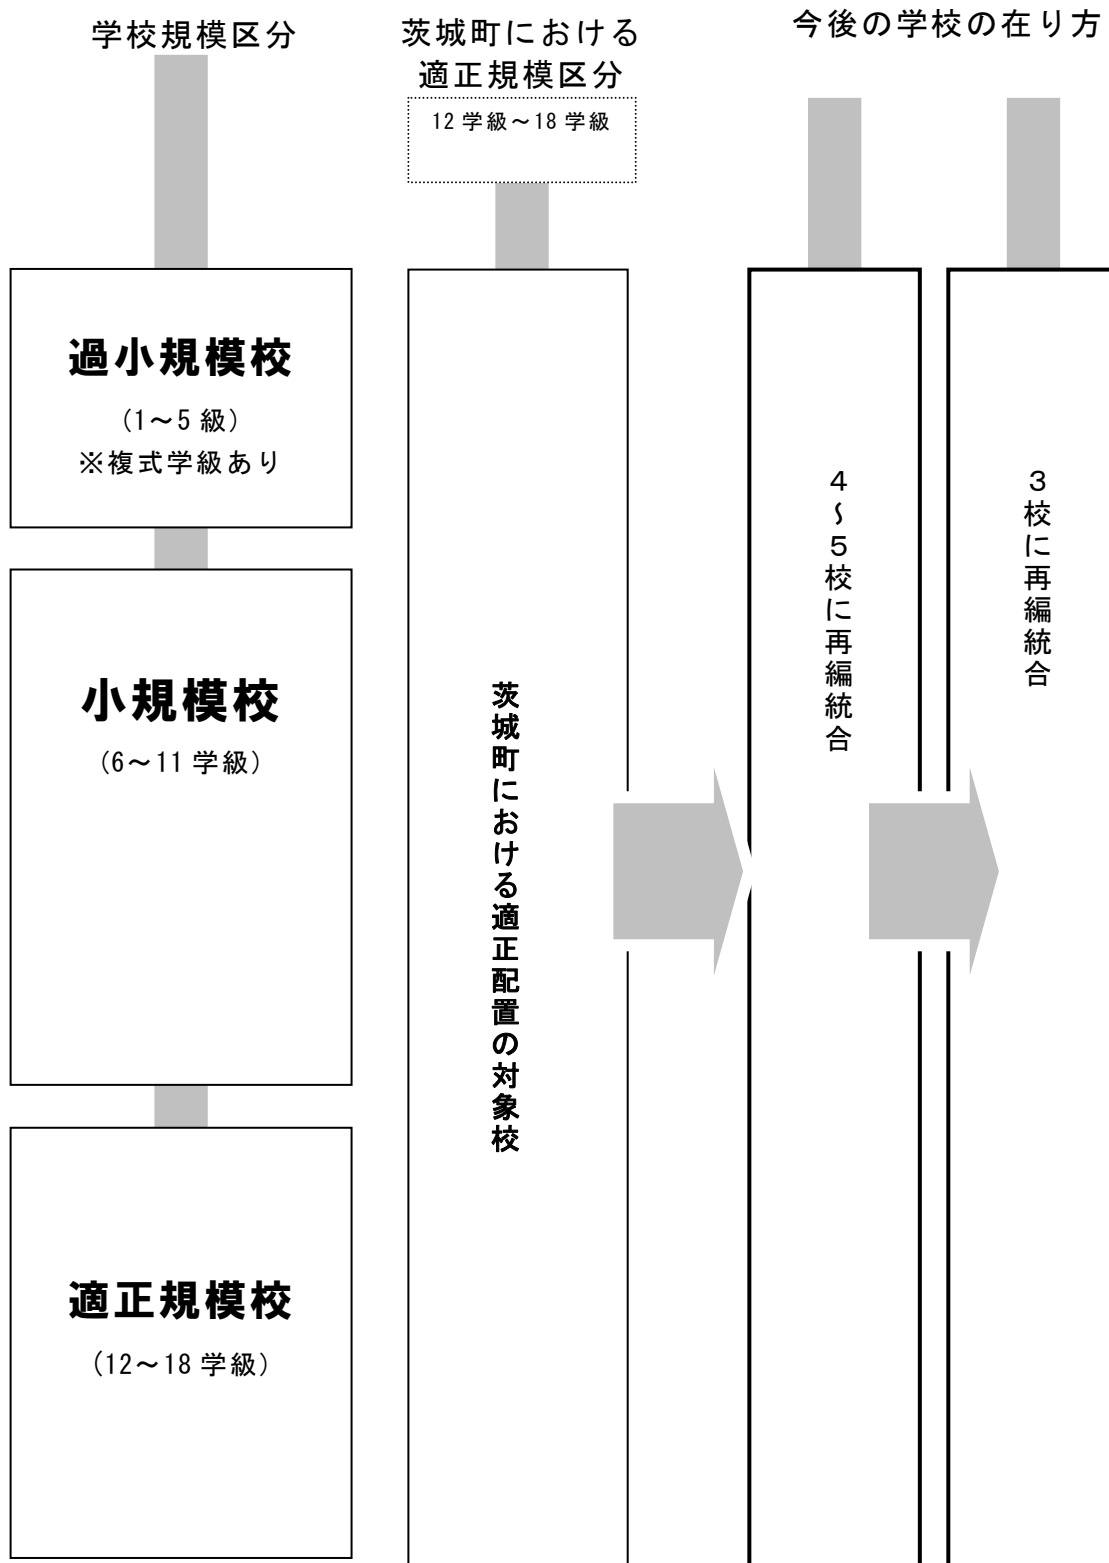 学校規模区分
茨城町における
適正規模区分
12 学級～18 学級
今後の学校の在り方
過小規模校
(1～5 級)
※複式学級あり
小規模校
(6～11 学級)
適正規模校
(12～18 学級)
茨城町における適正配置の対象校
４～５校に再編統合
３校に再編統合